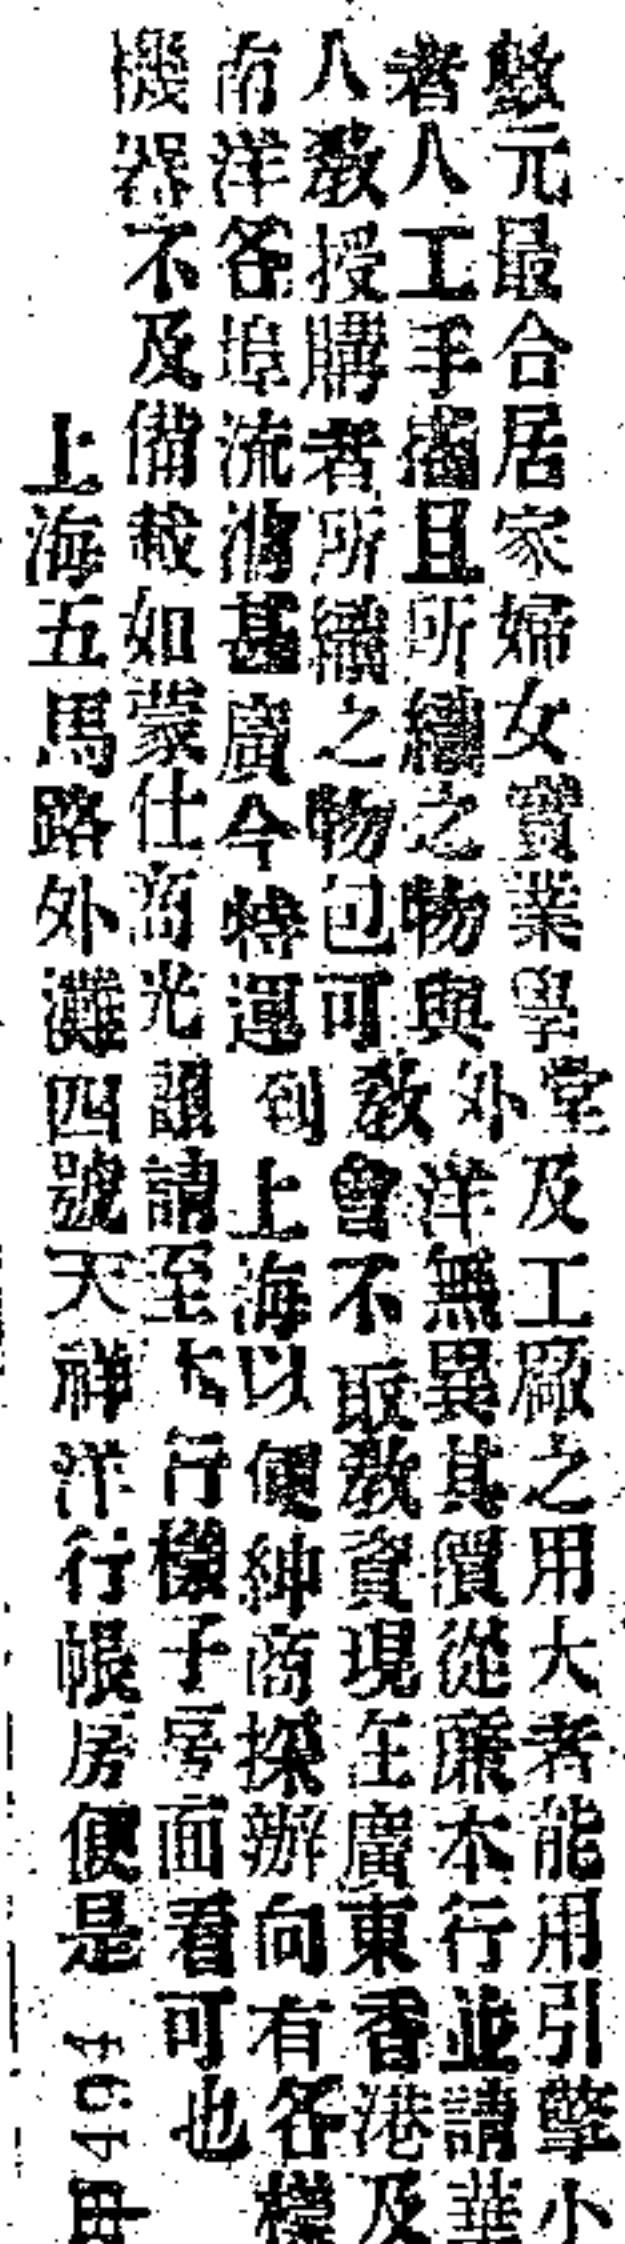 數元最合居家婦女實業學堂及工廠之用大者能用引擎小
者人工手搖且所織之物與外洋無異其價從廉本行並請華
人教授購者所織之物包可教會不取教資現在廣東香港及
南洋各埠流銷甚廣今特運到上海以便紳商採辦向有各樣
機器不及備載如蒙仕商光顧請至本行樣子房面看可也
上海五馬路外灘四號天祥洋行帳房便是